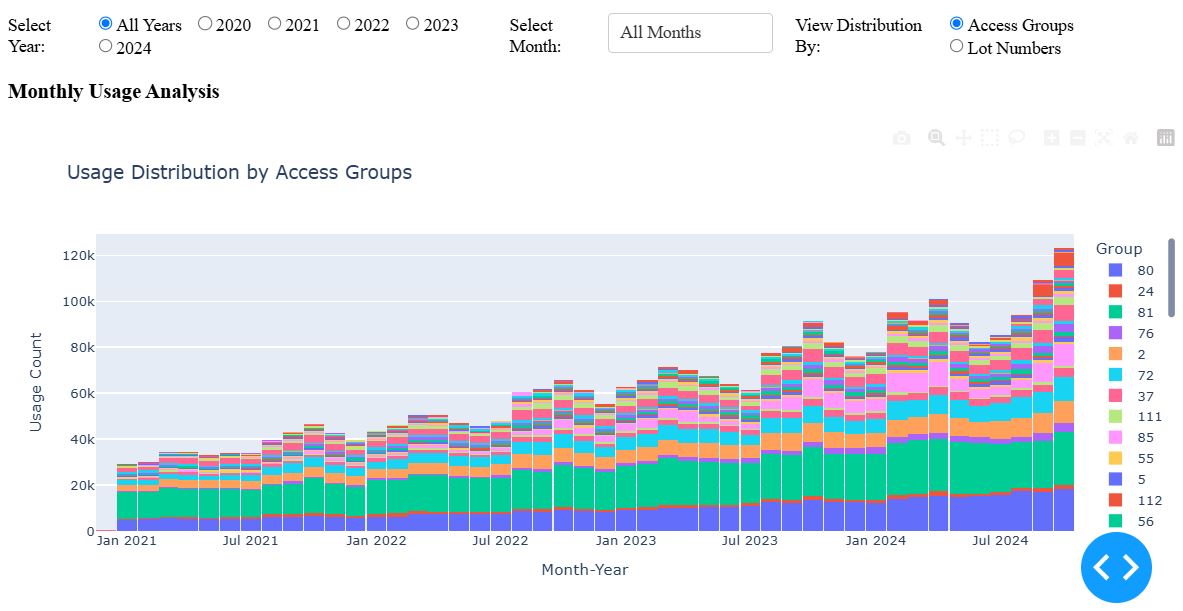 Select Year:
All Years 2020 2021 2022 2023
2024
Select Month:
All Months
View Distribution By:
Access Groups
Lot Numbers
Monthly Usage Analysis
Usage Distribution by Access Groups
Usage Count
120k
100k
80k
60k
40k
20k
0
Jan 2021 Jul 2021 Jan 2022 Jul 2022 Jan 2023 Jul 2023 Jan 2024 Jul 2024
Month-Year
Group
80
24
81
76
2
72
37
111
85
55
5
112
56